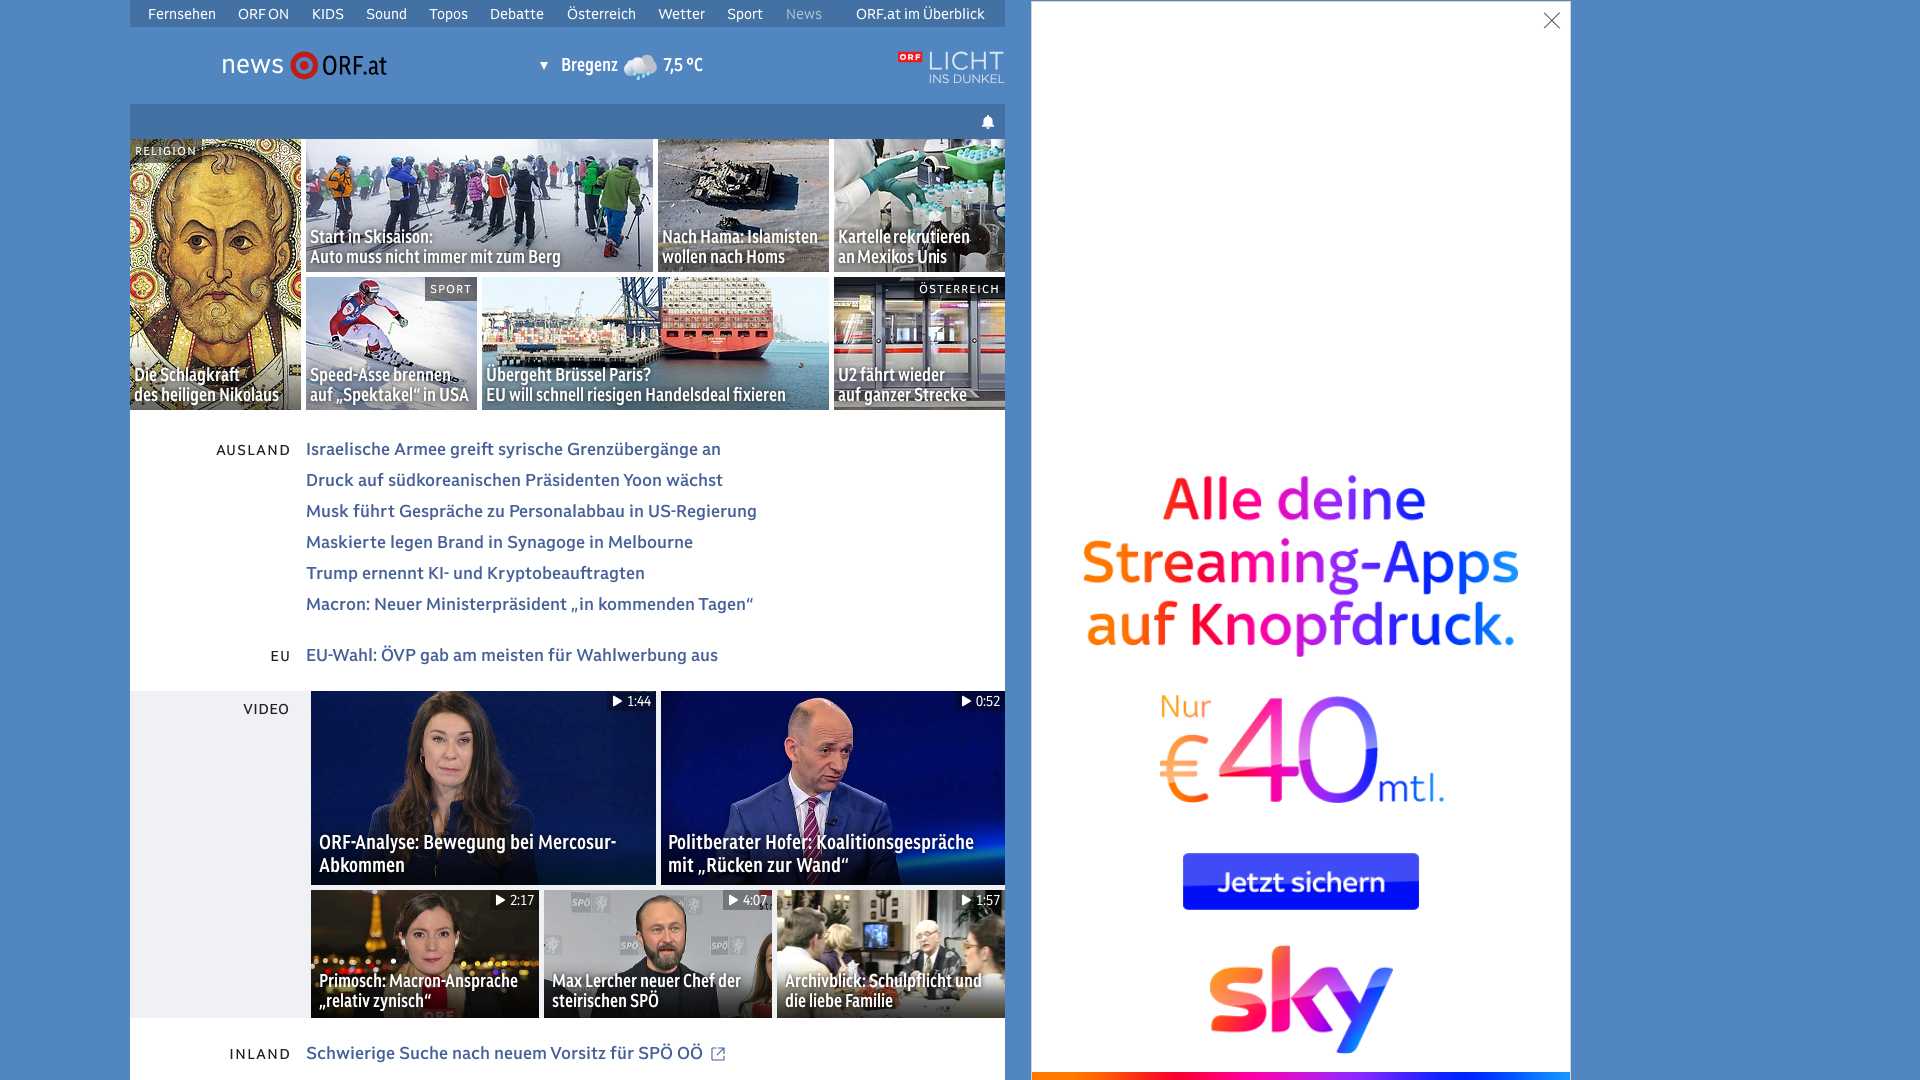 Fernsehen ORF ON KIDS Sound Topos Debatte Österreich Wetter Sport News ORF.at im Überblick
news ORF.at
Bregenz 7,5 °C
ORF LICHT
INS DUNKEL
RELIGION
Die Schlagkraft
des heiligen Nikolaus
Start in Skisaison:
Auto muss nicht immer mit zum Berg
Nach Hama: Islamisten
wollen nach Homs
Kartelle rekrutieren
an Mexikos Unis
SPORT
Speed-Asse brennen
auf „Spektakel“ in USA
Übergeht Brüssel Paris?
EU will schnell riesigen Handelsdeal fixieren
ÖSTERREICH
U2 fährt wieder
auf ganzer Strecke
AUSLAND
Israelische Armee greift syrische Grenzübergänge an
Druck auf südkoreanischen Präsidenten Yoon wächst
Musk führt Gespräche zu Personalabbau in US-Regierung
Maskierte legen Brand in Synagoge in Melbourne
Trump ernennt KI- und Kryptobeauftragten
Macron: Neuer Ministerpräsident „in kommenden Tagen“
EU
EU-Wahl: ÖVP gab am meisten für Wahlwerbung aus
VIDEO
1:44
ORF-Analyse: Bewegung bei Mercosur-
Abkommen
0:52
Politberater Hofer: Koalitionsgespräche
mit „Rücken zur Wand“
2:17
Primosch: Macron-Ansprache
„relativ zynisch“
4:07
Max Lercher neuer Chef der
steirischen SPÖ
1:57
Archivblick: Schulpflicht und
die liebe Familie
INLAND
Schwierige Suche nach neuem Vorsitz für SPÖ OÖ
Alle deine
Streaming-Apps
auf Knopfdruck.
Nur
€40 mtl.
Jetzt sichern
sky